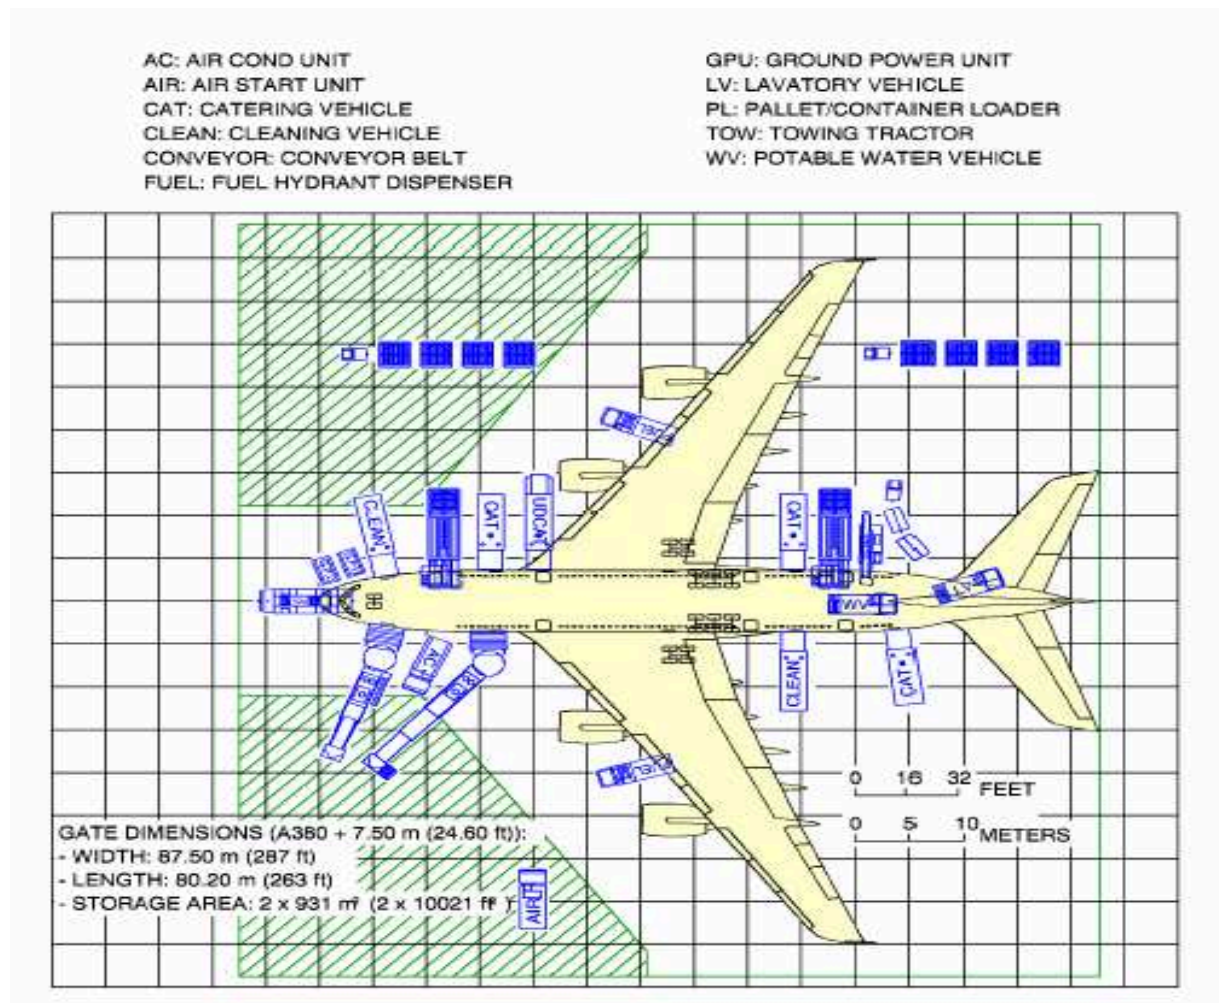 AC: AIR COND UNIT
AIR: AIR START UNIT
CAT: CATERING VEHICLE
CLEAN: CLEANING VEHICLE
CONVEYOR: CONVEYOR BELT
FUEL: FUEL HYDRANT DISPENSER
GPU: GROUND POWER UNIT
LV: LAVATORY VEHICLE
PL: PALLET/CONTAINER LOADER
TOW: TOWING TRACTOR
WV: POTABLE WATER VEHICLE
FUEL
CLEAN
CAT
UDCAT
CAT
CAT
WV
AC
CLEAN
CAT
FUEL
0 16 32 FEET
0 5 10 METERS
GATE DIMENSIONS (A380 + 7.50 m (24.60 ft)):
- WIDTH: 87.50 m (287 ft)
- LENGTH: 80.20 m (263 ft)
- STORAGE AREA: 2 x 931 m² (2 x 10021 ft² )
AIR